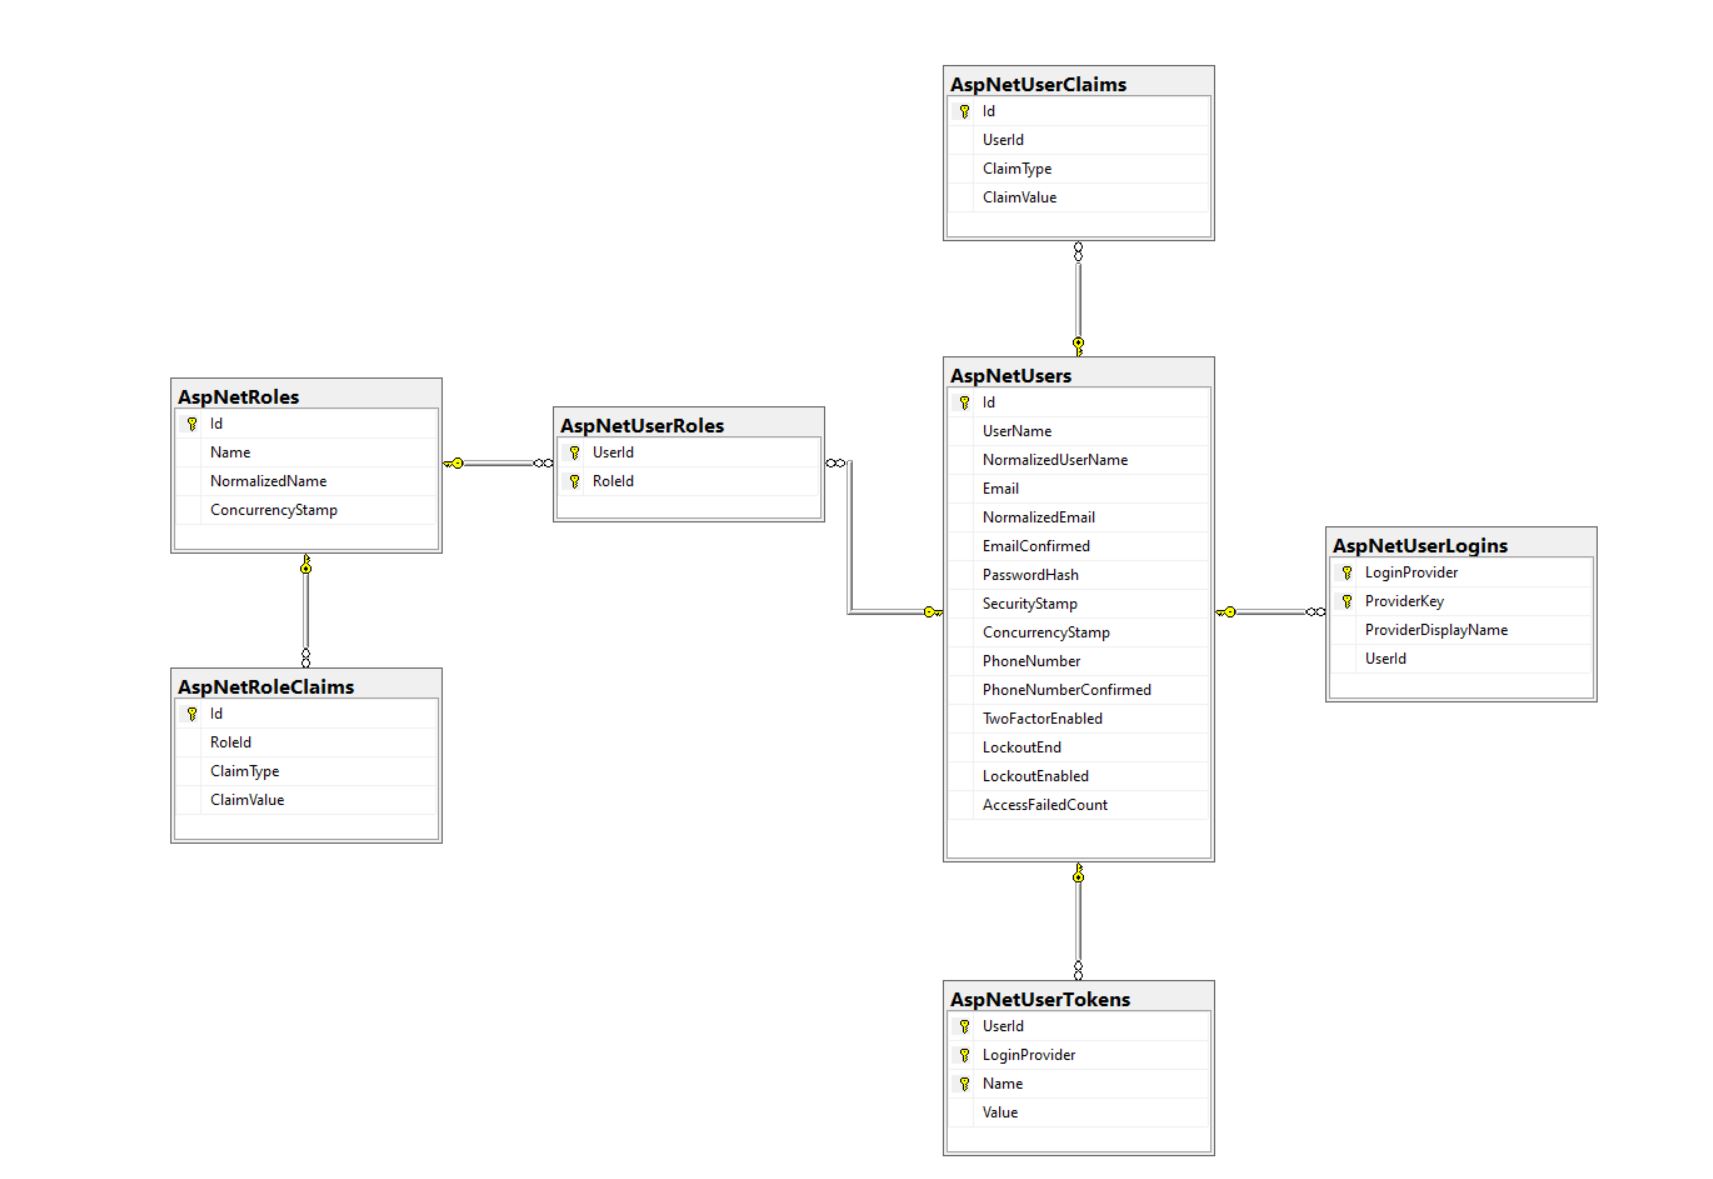 AspNetUserClaims
Id
UserId
ClaimType
ClaimValue
AspNetRoles
Id
Name
NormalizedName
ConcurrencyStamp
AspNetUserRoles
UserId
RoleId
AspNetUsers
Id
UserName
NormalizedUserName
Email
NormalizedEmail
EmailConfirmed
PasswordHash
SecurityStamp
ConcurrencyStamp
PhoneNumber
PhoneNumberConfirmed
TwoFactorEnabled
LockoutEnd
LockoutEnabled
AccessFailedCount
AspNetUserLogins
LoginProvider
ProviderKey
ProviderDisplayName
UserId
AspNetRoleClaims
Id
RoleId
ClaimType
ClaimValue
AspNetUserTokens
UserId
LoginProvider
Name
Value